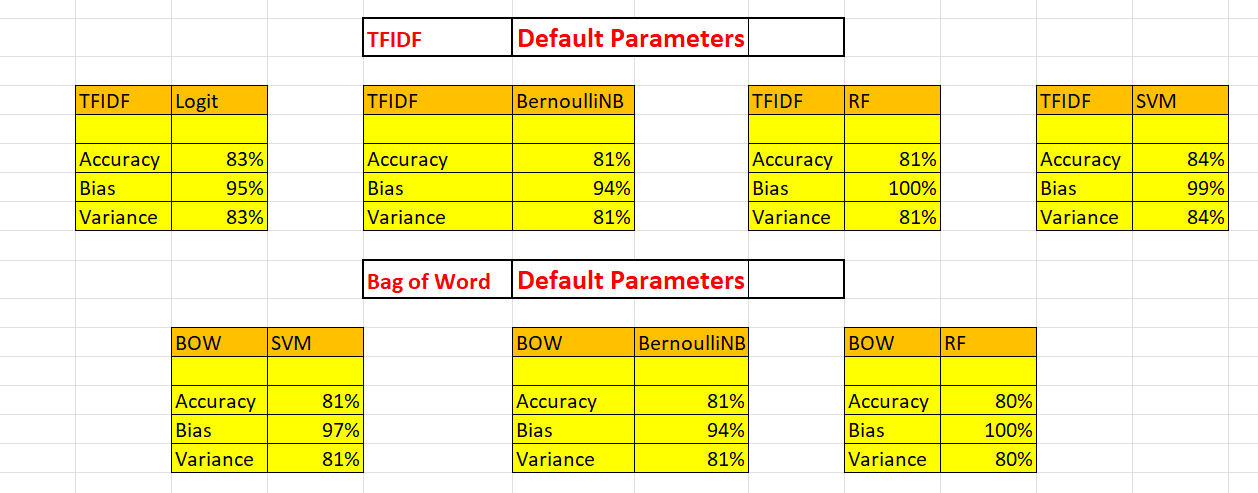 TFIDF Default Parameters
TFIDF Logit TFIDF BernoulliNB TFIDF RF TFIDF SVM
Accuracy 83% Accuracy 81% Accuracy 81% Accuracy 84%
Bias 95% Bias 94% Bias 100% Bias 99%
Variance 83% Variance 81% Variance 81% Variance 84%
Bag of Word Default Parameters
BOW SVM BOW BernoulliNB BOW RF
Accuracy 81% Accuracy 81% Accuracy 80%
Bias 97% Bias 94% Bias 100%
Variance 81% Variance 81% Variance 80%